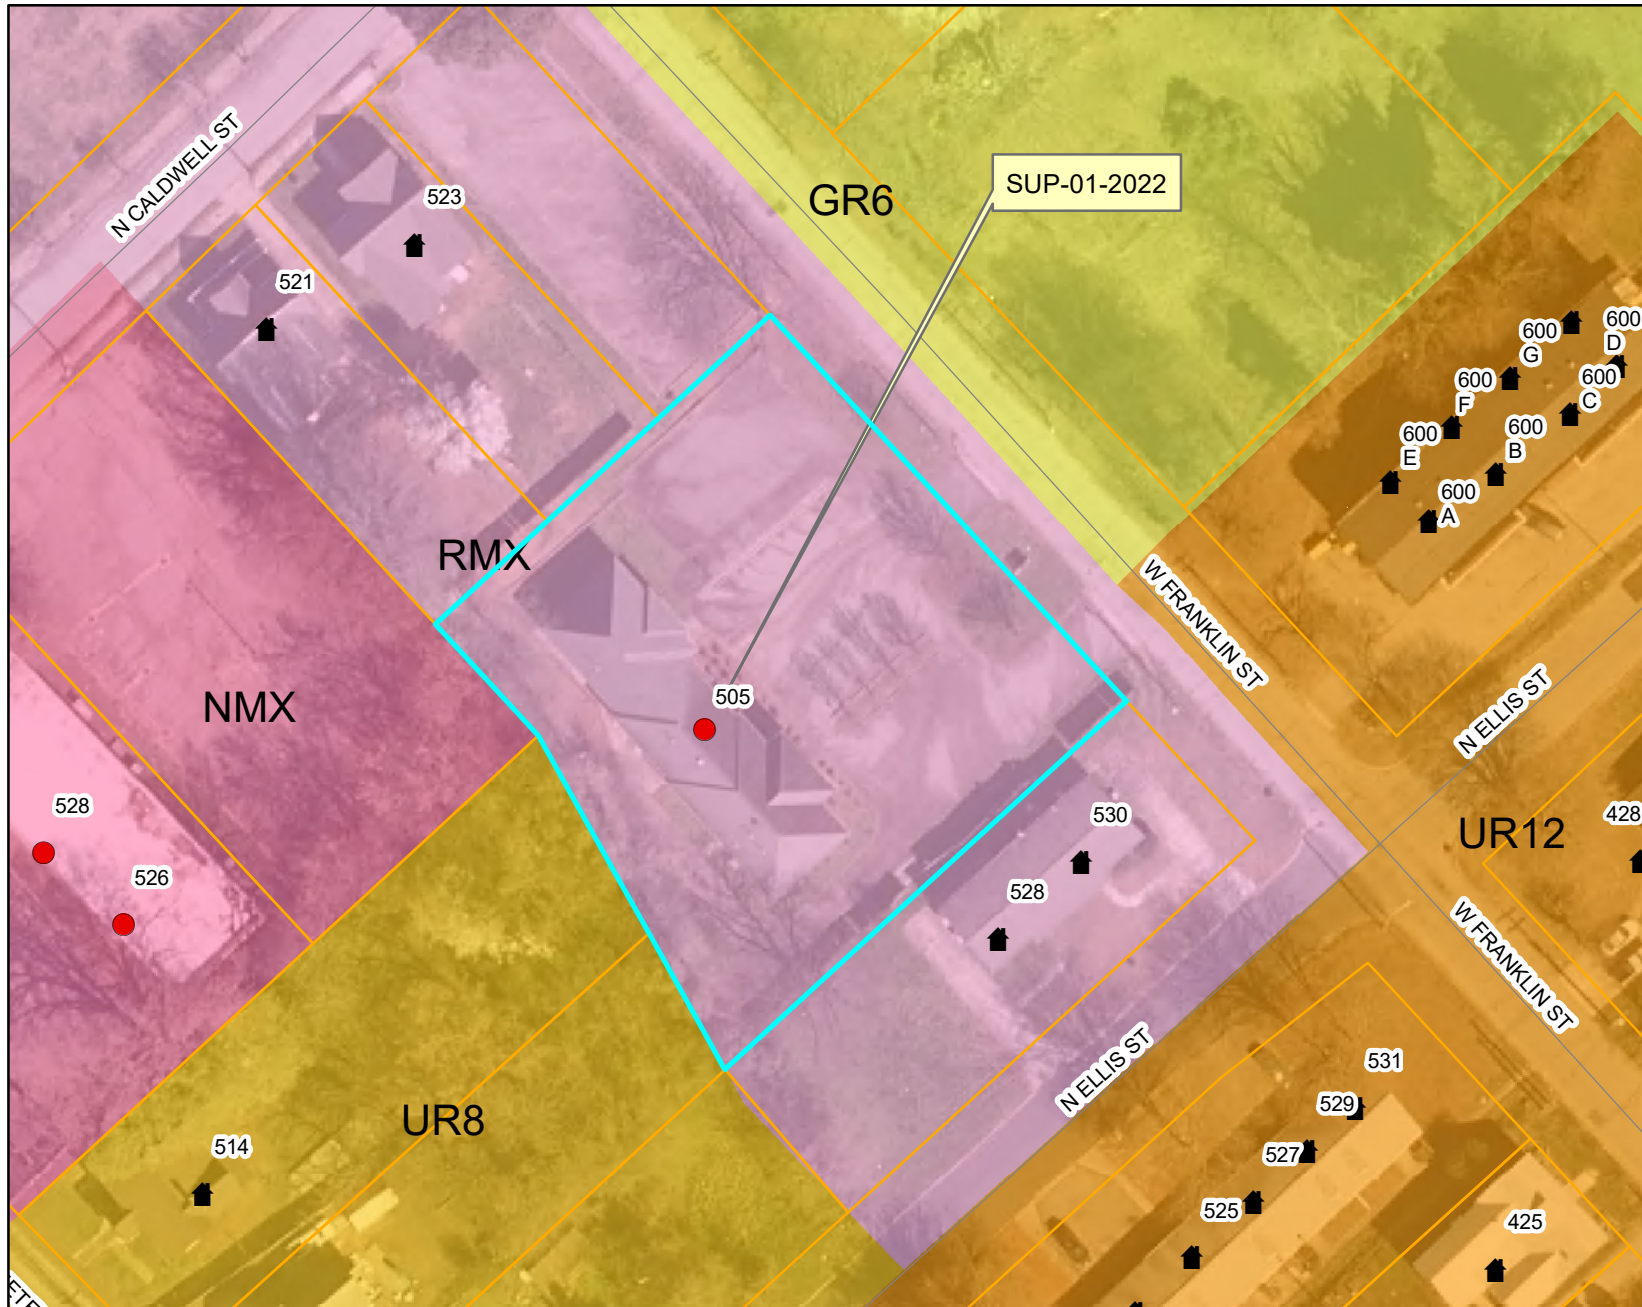 N CALDWELL ST
523
521
GR6
SUP-01-2022
600
G
600
D
600
F
600
C
600
E
600
B
600
A
RMX
W FRANKLIN ST
N ELLIS ST
NMX
505
528
526
530
528
UR12
428
W FRANKLIN ST
N ELLIS ST
UR8
514
531
529
527
525
425